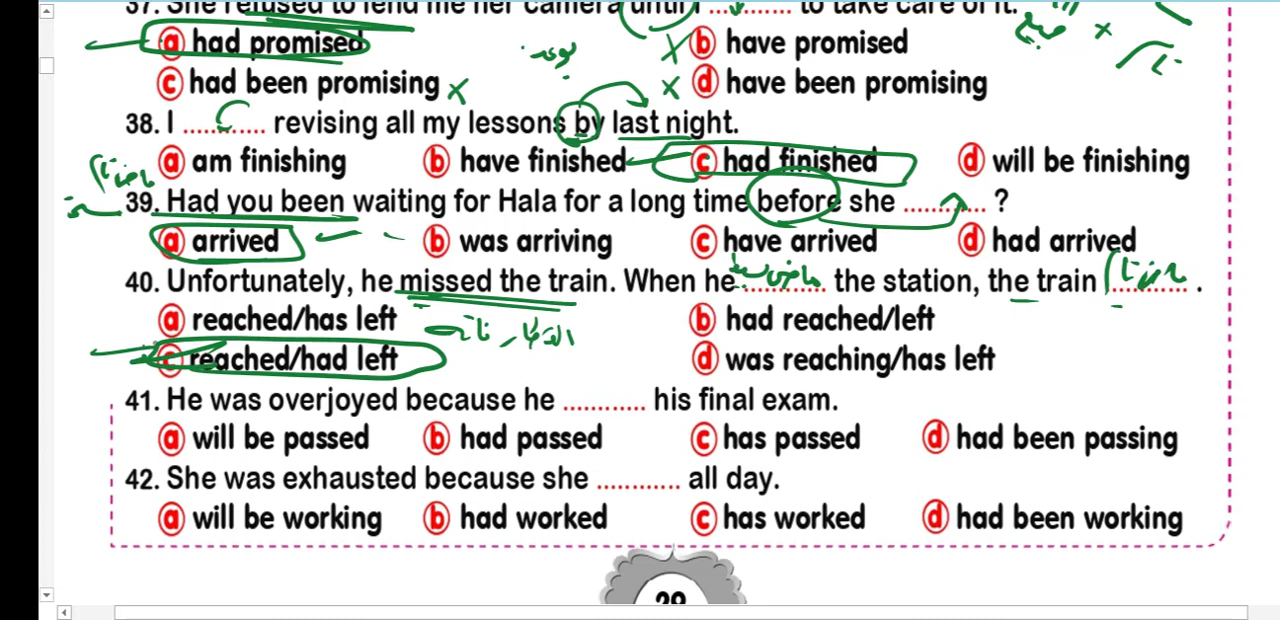 37. She refused to lend me her camera until I ............ to take care of it.
a had promised b have promised
c had been promising d have been promising
38. I ............ revising all my lessons by last night.
a am finishing b have finished c had finished d will be finishing
39. Had you been waiting for Hala for a long time before she ............ ?
a arrived b was arriving c have arrived d had arrived
40. Unfortunately, he missed the train. When he ............ the station, the train ............ .
a reached/has left b had reached/left
c reached/had left d was reaching/has left
41. He was overjoyed because he ............ his final exam.
a will be passed b had passed c has passed d had been passing
42. She was exhausted because she ............ all day.
a will be working b had worked c has worked d had been working